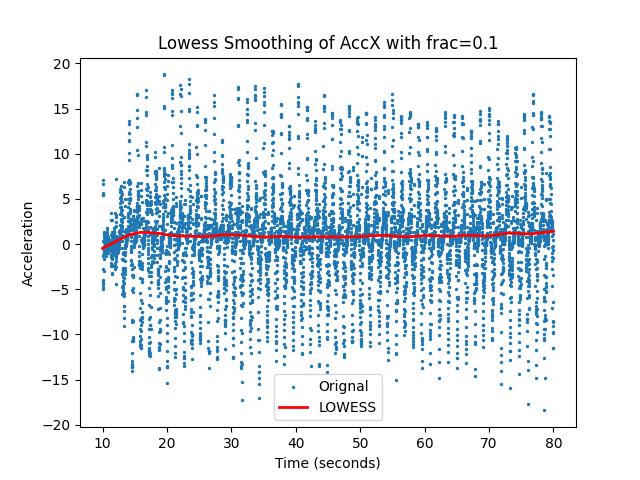 Lowess Smoothing of AccX with frac=0.1
20
15
10
5
0
−5
−10
−15
−20
Acceleration
Orignal
LOWESS
10 20 30 40 50 60 70 80
Time (seconds)